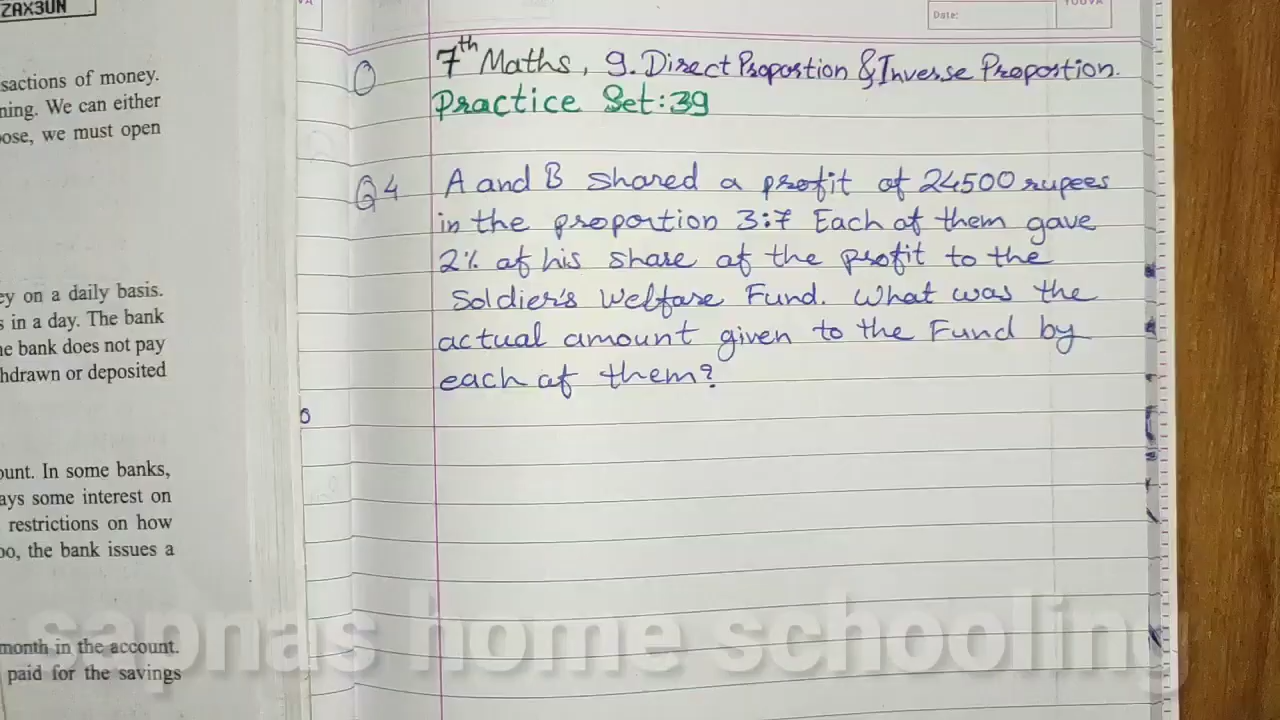 ZAX3UN
Date:
YOUVA
sactions of money.
ning. We can either
ose, we must open
ey on a daily basis.
s in a day. The bank
he bank does not pay
hdrawn or deposited
ount. In some banks,
ays some interest on
restrictions on how
oo, the bank issues a
month in the account.
paid for the savings
7th Maths, 9. Direct Proportion & Inverse Proportion.
Practice Set:39
Q4 A and B shared a profit of 24500 rupees
in the proportion 3:7 Each of them gave
2% of his share of the profit to the
Soldier's Welfare Fund. What was the
actual amount given to the Fund by
each of them?
sapnas home schooling